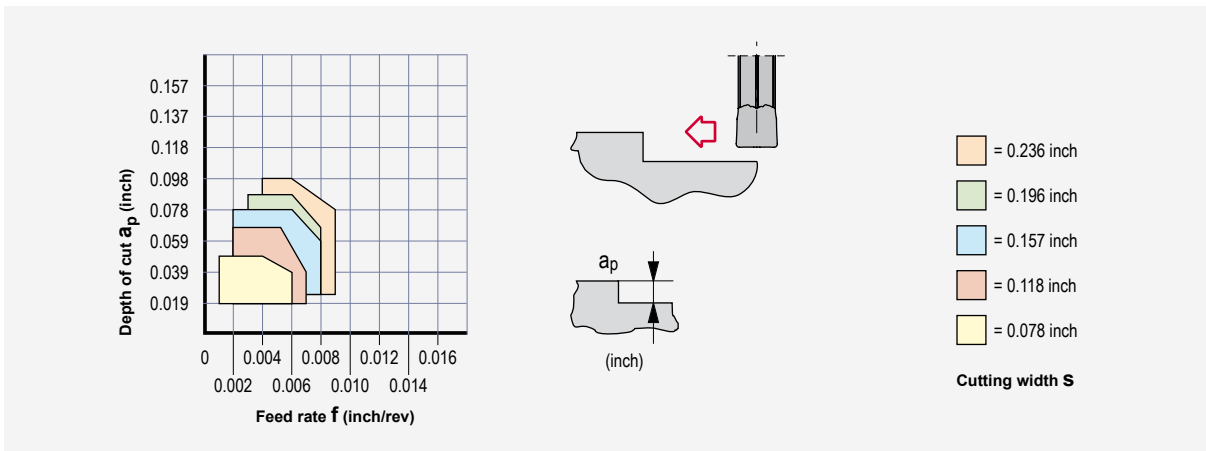 0.157
0.137
0.118
0.098
0.078
0.059
0.039
0.019
Depth of cut ap (inch)
0 0.004 0.008 0.012 0.016
0.002 0.006 0.010 0.014
Feed rate f (inch/rev)
ap
(inch)
= 0.236 inch
= 0.196 inch
= 0.157 inch
= 0.118 inch
= 0.078 inch
Cutting width s